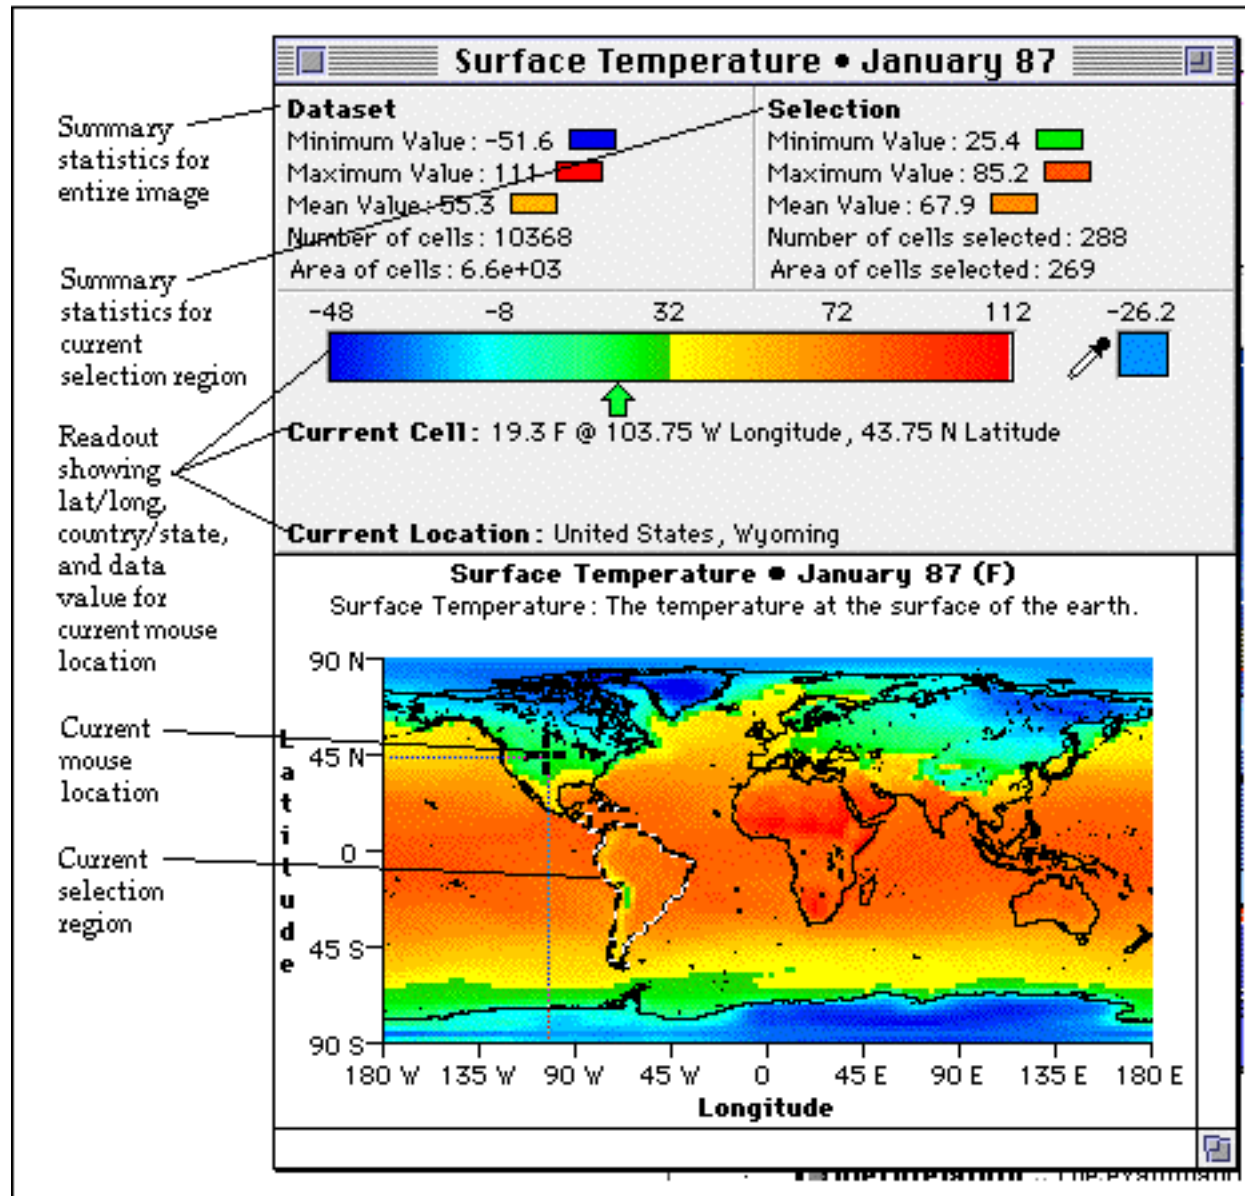 Surface Temperature • January 87
Summary
statistics for
entire image
Summary
statistics for
current
selection region
Readout
showing
lat/long,
country/state,
and data
value for
current mouse
location
Current
mouse
location
Current
selection
region
Dataset
Minimum Value: -51.6
Maximum Value: 111
Mean Value: 55.3
Number of cells: 10368
Area of cells: 6.6e+03
Selection
Minimum Value: 25.4
Maximum Value: 85.2
Mean Value: 67.9
Number of cells selected: 288
Area of cells selected: 269
-48 -8 32 72 112 -26.2
Current Cell: 19.3 F @ 103.75 W Longitude, 43.75 N Latitude
Current Location: United States, Wyoming
Surface Temperature • January 87 (F)
Surface Temperature: The temperature at the surface of the earth.
Latitude
90 N
45 N
0
45 S
90 S
180 W 135 W 90 W 45 W 0 45 E 90 E 135 E 180 E
Longitude